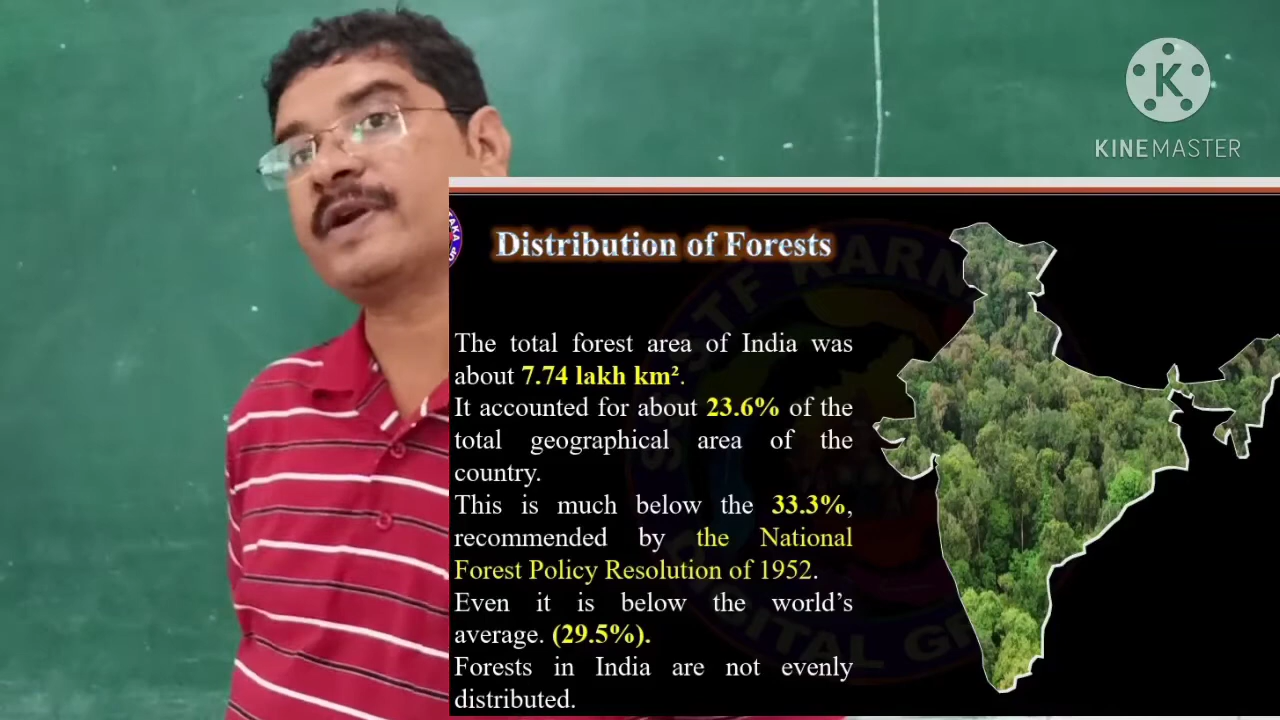 KINEMASTER
Distribution of Forests
The total forest area of India was
about 7.74 lakh km².
It accounted for about 23.6% of the
total geographical area of the
country.
This is much below the 33.3%,
recommended by the National
Forest Policy Resolution of 1952.
Even it is below the world’s
average. (29.5%).
Forests in India are not evenly
distributed.